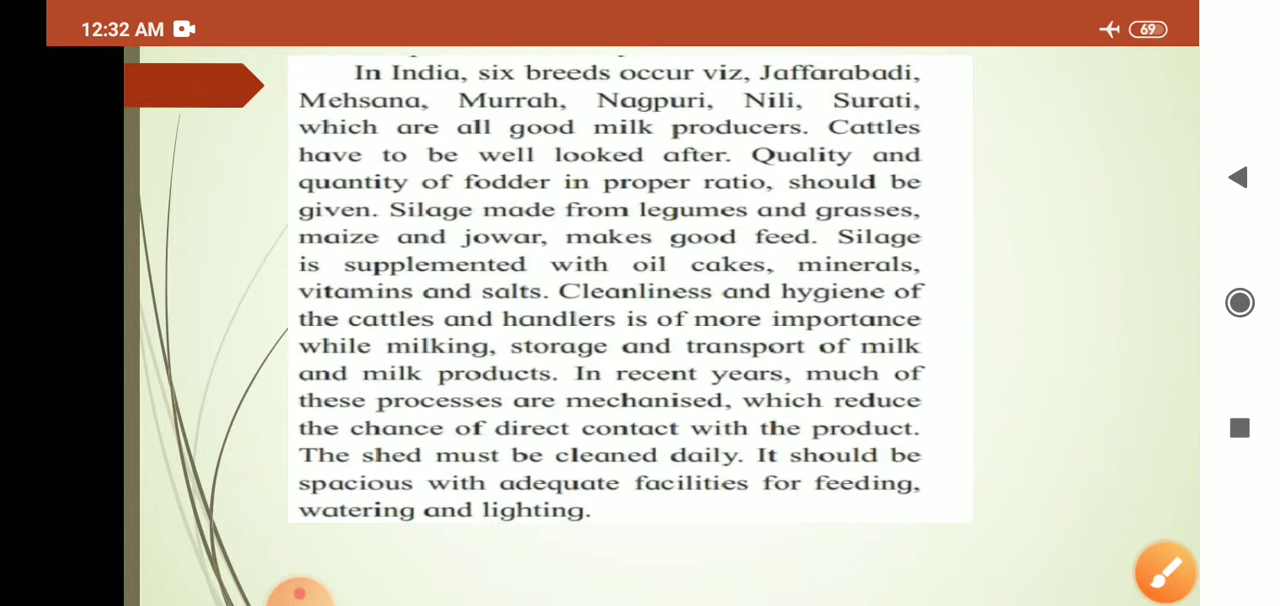 12:32 AM
69
In India, six breeds occur viz, Jaffarabadi,
Mehsana, Murrah, Nagpuri, Nili, Surati,
which are all good milk producers. Cattles
have to be well looked after. Quality and
quantity of fodder in proper ratio, should be
given. Silage made from legumes and grasses,
maize and jowar, makes good feed. Silage
is supplemented with oil cakes, minerals,
vitamins and salts. Cleanliness and hygiene of
the cattles and handlers is of more importance
while milking, storage and transport of milk
and milk products. In recent years, much of
these processes are mechanised, which reduce
the chance of direct contact with the product.
The shed must be cleaned daily. It should be
spacious with adequate facilities for feeding,
watering and lighting.